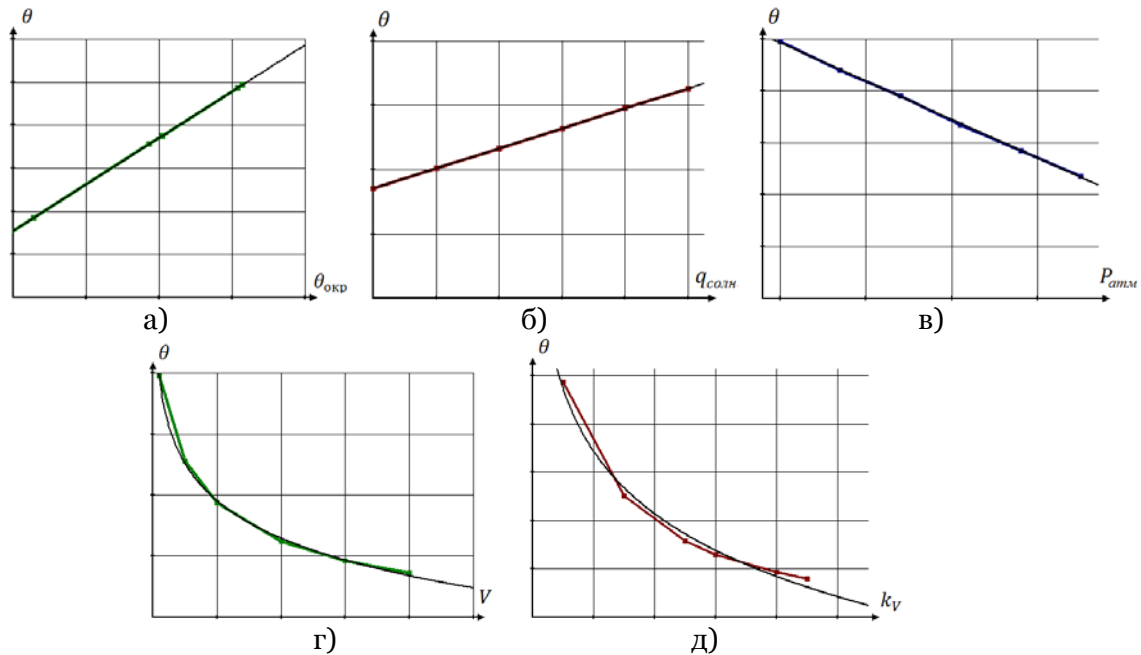 θ θ θ
θокр qсолн Pатм
а) б) в)
θ θ
V kV
г) д)